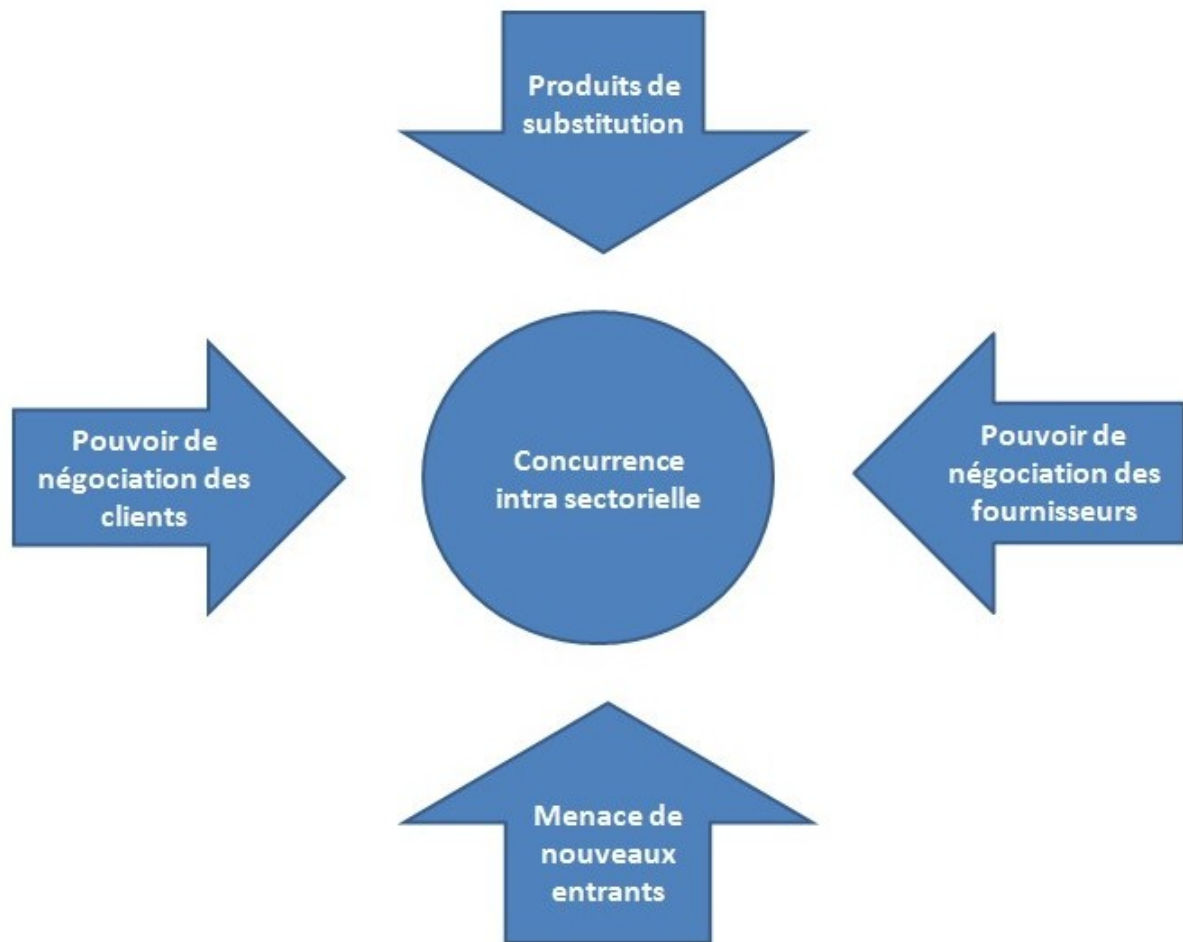 Produits de
substitution
Pouvoir de
négociation des
clients
Concurrence
intra sectorielle
Pouvoir de
négociation des
fournisseurs
Menace de
nouveaux
entrants